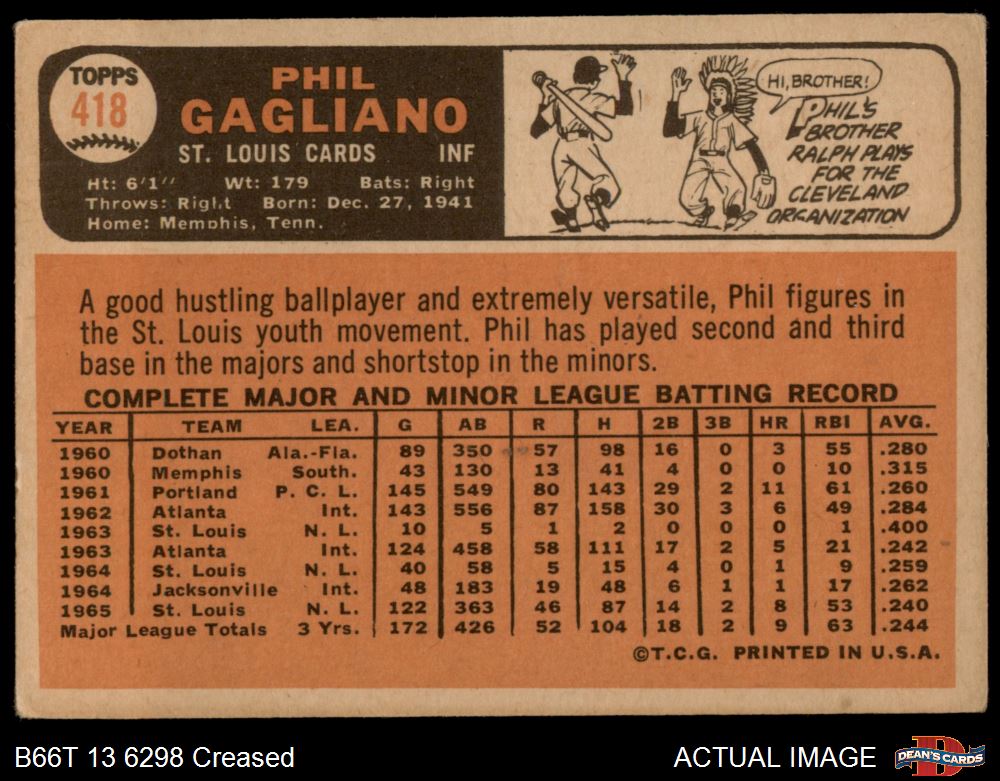 TOPPS
418
PHIL
GAGLIANO
ST. LOUIS CARDS INF
Ht: 6'1" Wt: 179 Bats: Right
Throws: Right Born: Dec. 27, 1941
Home: Memphis, Tenn.
HI, BROTHER!
PHIL'S
BROTHER
RALPH PLAYS
FOR THE
CLEVELAND
ORGANIZATION
A good hustling ballplayer and extremely versatile, Phil figures in
the St. Louis youth movement. Phil has played second and third
base in the majors and shortstop in the minors.
COMPLETE MAJOR AND MINOR LEAGUE BATTING RECORD
YEAR TEAM LEA. G AB R H 2B 3B HR RBI AVG.
1960 Dothan Ala.-Fla. 89 350 57 98 16 0 3 55 .280
1960 Memphis South. 43 130 13 41 4 0 0 10 .315
1961 Portland P. C. L. 145 549 80 143 29 2 11 61 .260
1962 Atlanta Int. 143 556 87 158 30 3 6 49 .284
1963 St. Louis N. L. 10 5 1 2 0 0 0 1 .400
1963 Atlanta Int. 124 458 58 111 17 2 5 21 .242
1964 St. Louis N. L. 40 58 5 15 4 0 1 9 .259
1964 Jacksonville Int. 48 183 19 48 6 1 1 17 .262
1965 St. Louis N. L. 122 363 46 87 14 2 8 53 .240
Major League Totals 3 Yrs. 172 426 52 104 18 2 9 63 .244
©T.C.G. PRINTED IN U.S.A.
B66T 13 6298 Creased
ACTUAL IMAGE
DEAN'S CARDS